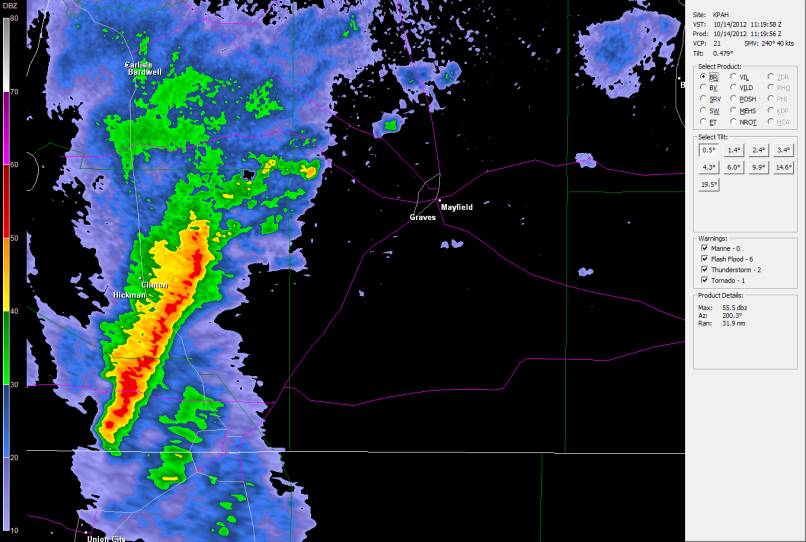 DBZ
80
70
60
50
40
30
20
10
Carlisle
Bardwell
Mayfield
Graves
Clinton
Hickman
Union City
B
Site: KPAH
VST: 10/14/2012 11:19:58 Z
Prod: 10/14/2012 11:19:56 Z
VCP: 21 SMV: 240° 40 kts
Tilt: 0.479°
Select Product:
BR VIL ZDR
BV VILD RHO
SRV POSH PHI
SW MEHS KDP
ET NROT HCA
Select Tilt:
0.5° 1.4° 2.4° 3.4°
4.3° 6.0° 9.9° 14.6°
19.5°
Warnings:
Marine - 0
Flash Flood - 6
Thunderstorm - 2
Tornado - 1
Product Details:
Max: 55.5 dbz
Az: 200.3°
Ran: 31.9 nm